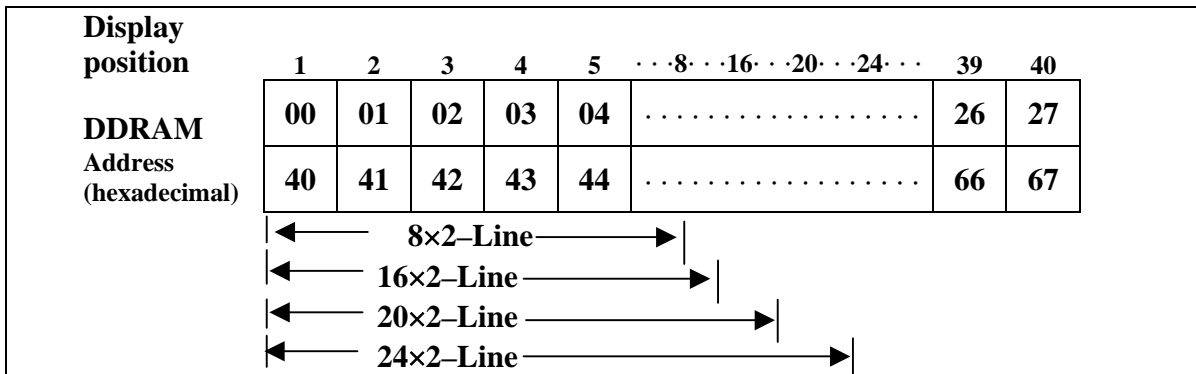 Display
position 1 2 3 4 5 · · ·8· · ·16· · ·20· · ·24· · · 39 40
DDRAM 00 01 02 03 04 · · · · · · · · · · · · · · · · · · 26 27
Address
(hexadecimal) 40 41 42 43 44 · · · · · · · · · · · · · · · · · · 66 67
8×2–Line
16×2–Line
20×2–Line
24×2–Line